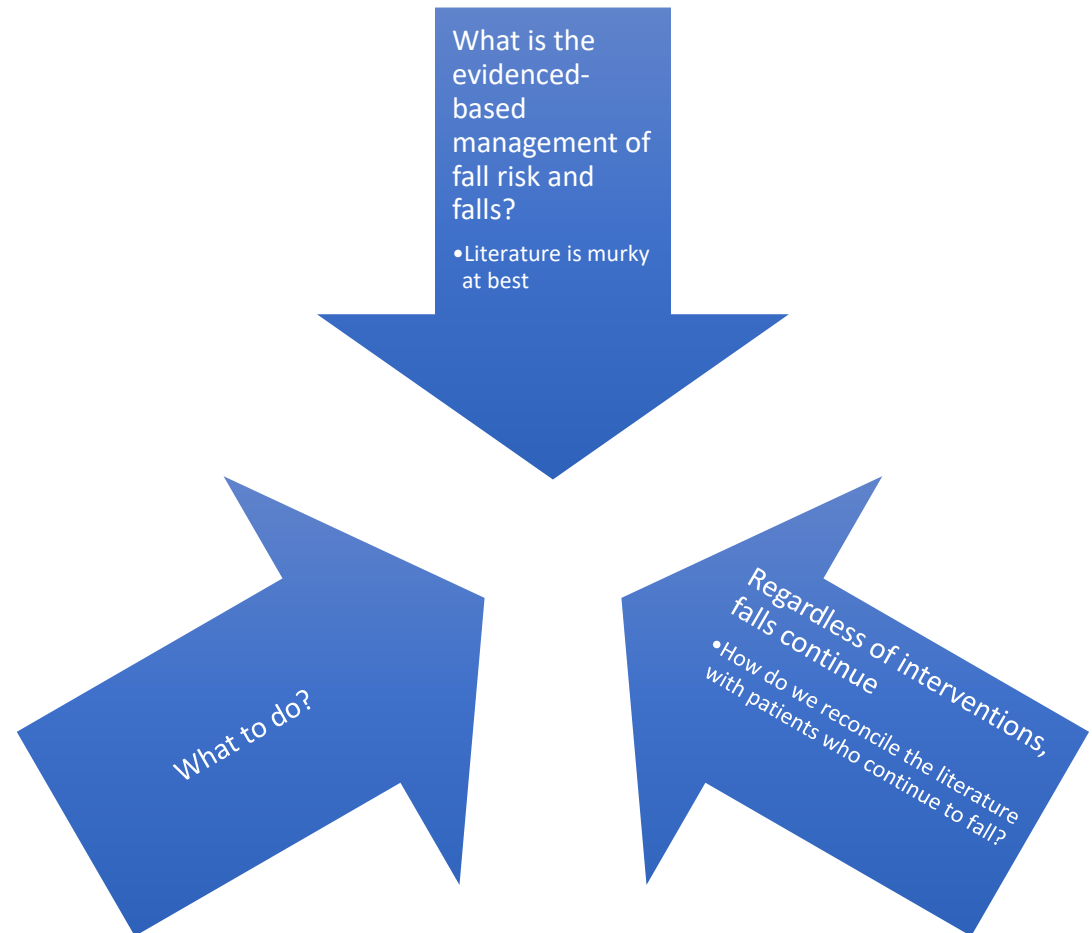 What is the
evidenced-
based
management of
fall risk and
falls?
•Literature is murky
at best
Regardless of interventions,
falls continue
•How do we reconcile the literature
with patients who continue to fall?
What to do?